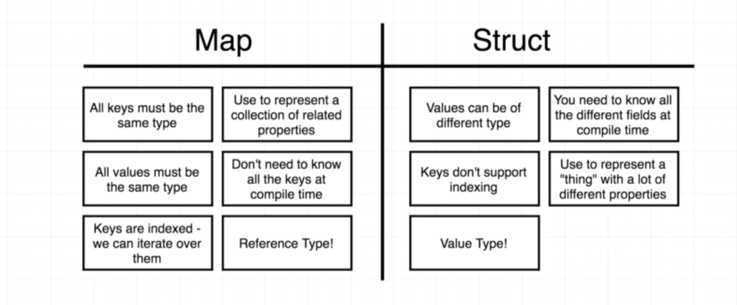 Map
All keys must be the
same type
Use to represent a
collection of related
properties
All values must be
the same type
Don't need to know
all the keys at
compile time
Keys are indexed -
we can iterate over
them
Reference Type!
Struct
Values can be of
different type
You need to know all
the different fields at
compile time
Keys don't support
indexing
Use to represent a
"thing" with a lot of
different properties
Value Type!